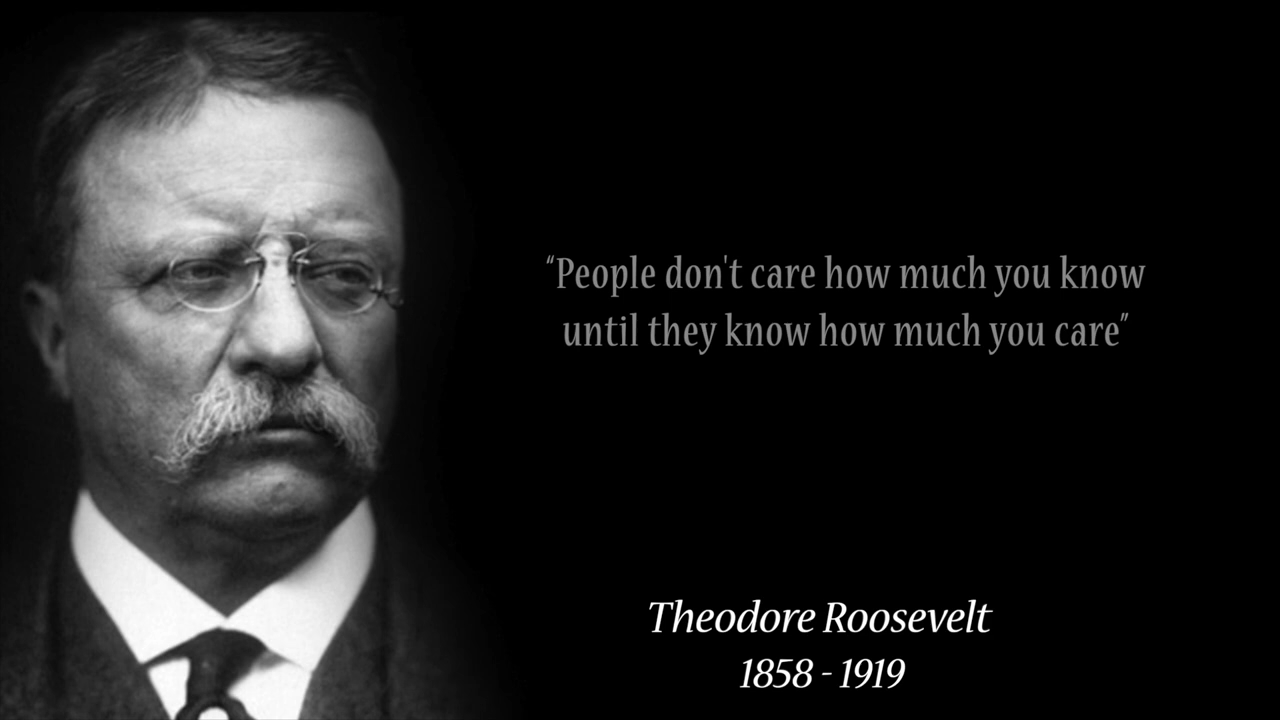 “People don't care how much you know
until they know how much you care”
Theodore Roosevelt
1858 - 1919